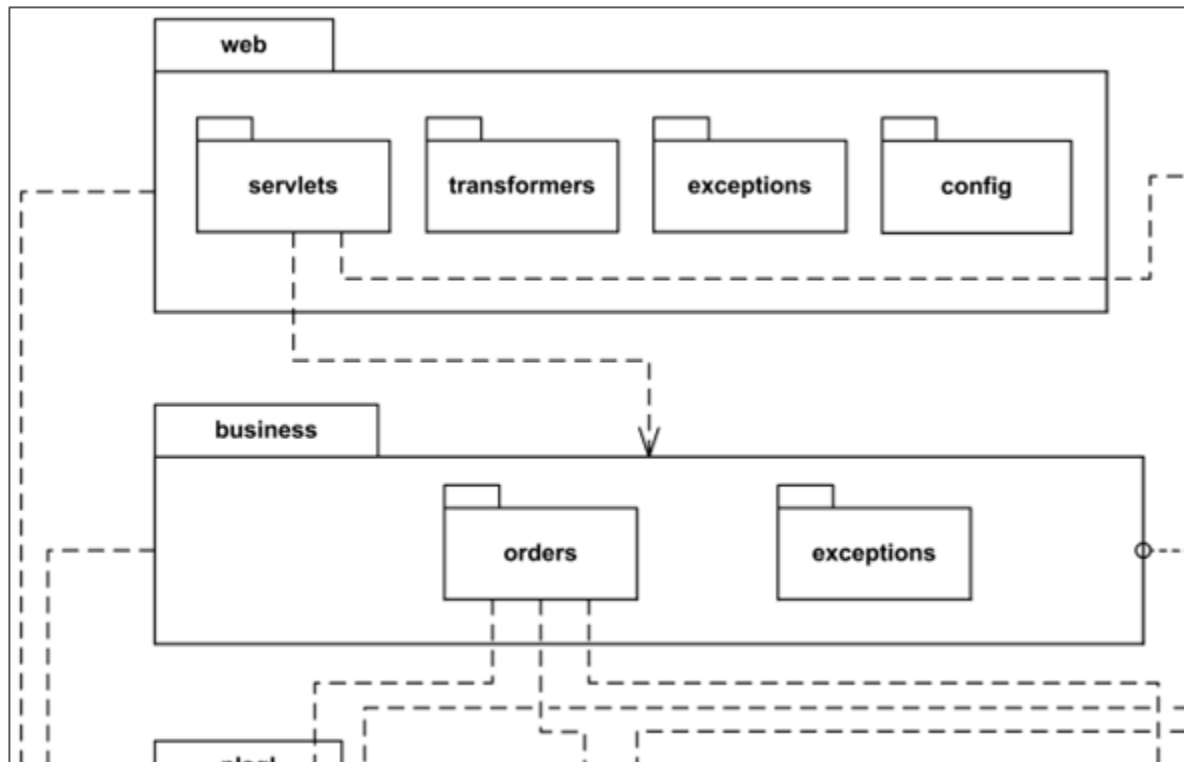 web
servlets
transformers
exceptions
config
business
orders
exceptions